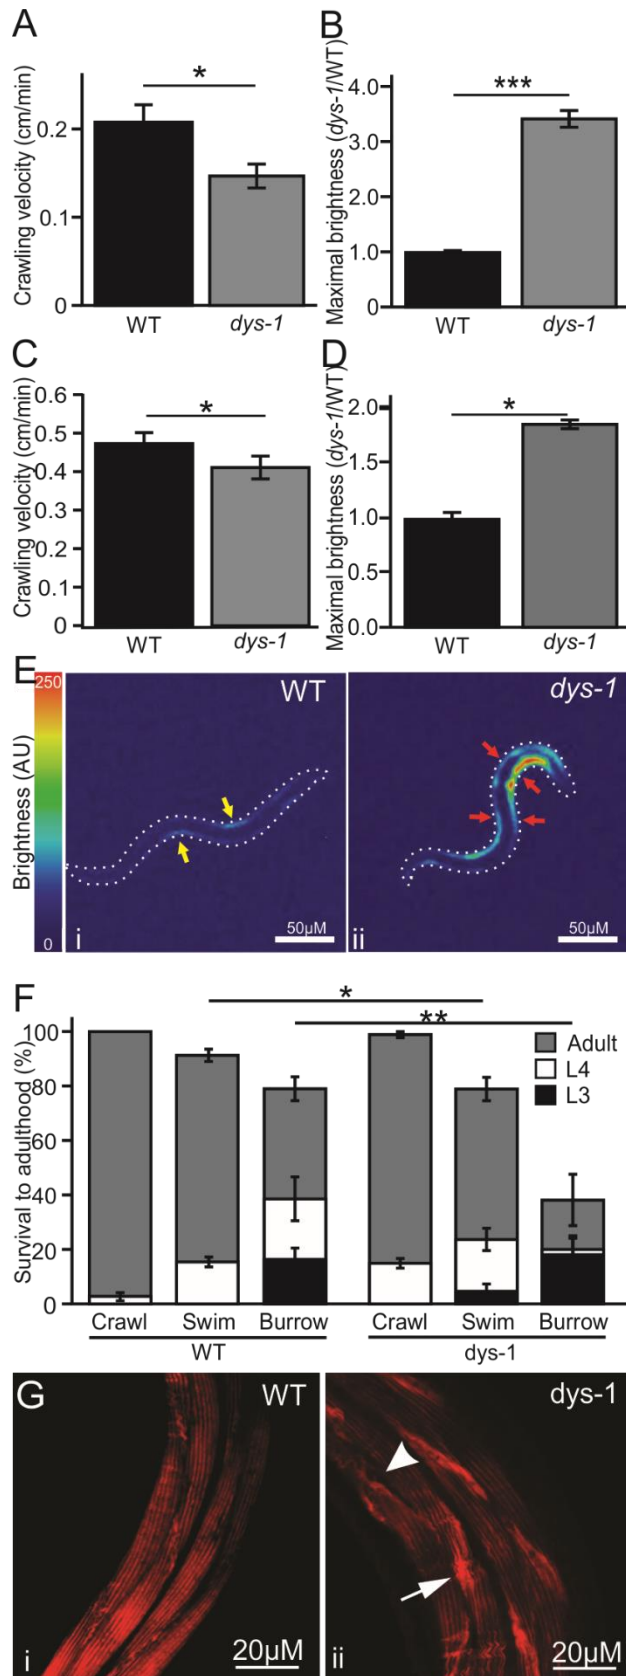 A
Crawling velocity (cm/min)
0.2
0.1
0
*
WT
dys-1
B
Maximal brightness (dys-1/WT)
4.0
3.0
2.0
1.0
0
***
WT
dys-1
C
Crawling velocity (cm/min)
0.6
0.5
0.4
0.3
0.2
0.1
0
*
WT
dys-1
D
Maximal brightness (dys-1/WT)
2.0
1.5
1.0
0.5
0.0
*
WT
dys-1
E
Brightness (AU)
250
0
WT
i
50µM
dys-1
ii
50µM
F
Survival to adulthood (%)
100
80
60
40
20
0
*
**
Adult
L4
L3
Crawl Swim Burrow
WT
Crawl Swim Burrow
dys-1
G
WT
i
20µM
dys-1
ii
20µM